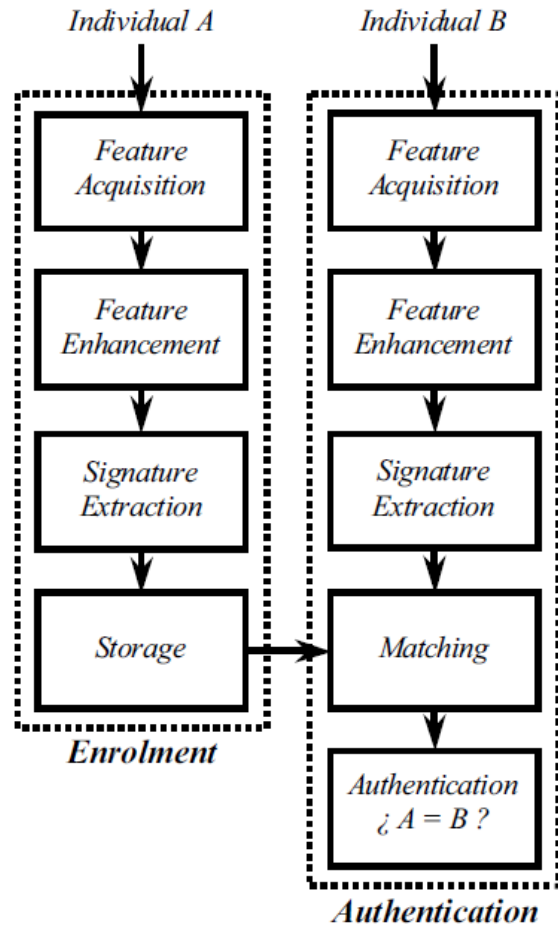 Individual A
Feature
Acquisition
Feature
Enhancement
Signature
Extraction
Storage
Enrolment
Individual B
Feature
Acquisition
Feature
Enhancement
Signature
Extraction
Matching
Authentication
¿ A = B ?
Authentication